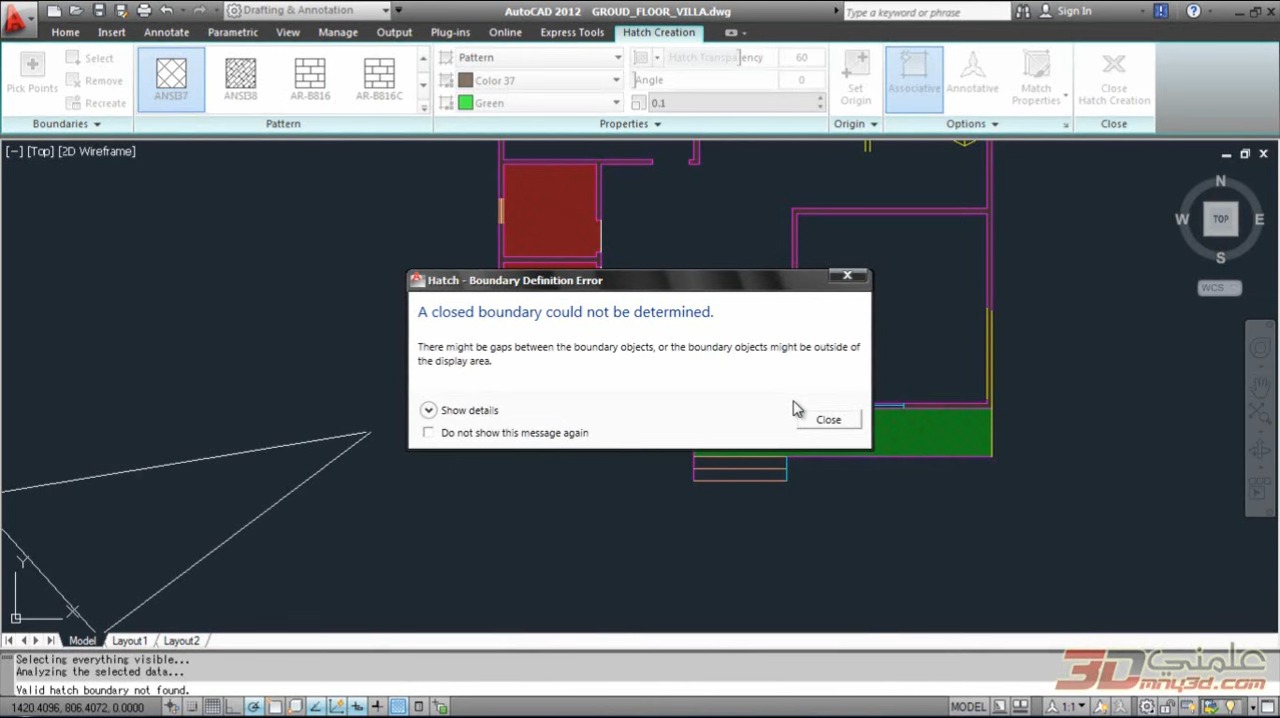 Drafting & Annotation
AutoCAD 2012 GROUD_FLOOR_VILLA.dwg
Type a keyword or phrase
Sign In
Home Insert Annotate Parametric View Manage Output Plug-ins Online Express Tools Hatch Creation
Pick Points
Select
Remove
Recreate
Boundaries
ANSI37
ANSI38
AR-B816
AR-B816C
Pattern
Pattern
Color 37
Green
Hatch Transparency 60
Angle 0
0.1
Properties
Set
Origin
Origin
Associative
Annotative
Match
Properties
Options
Close
Hatch Creation
Close
[−] [Top] [2D Wireframe]
N
W TOP E
S
WCS
Hatch - Boundary Definition Error
A closed boundary could not be determined.
There might be gaps between the boundary objects, or the boundary objects might be outside of
the display area.
Show details
Close
Do not show this message again
Y
X
Model Layout1 Layout2
Selecting everything visible...
Analyzing the selected data...
Valid hatch boundary not found.
علمني
3D
mny3d.com
1420.4096, 806.4072, 0.0000
MODEL
1:1